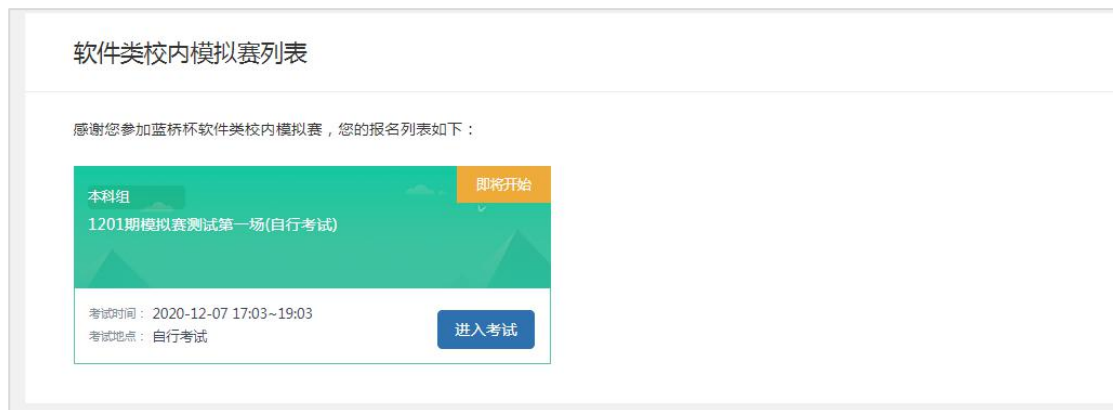 软件类校内模拟赛列表
感谢您参加蓝桥杯软件类校内模拟赛，您的报名列表如下：
即将开始
本科组
1201期模拟赛测试第一场(自行考试)
考试时间： 2020-12-07 17:03~19:03
考试地点： 自行考试
进入考试